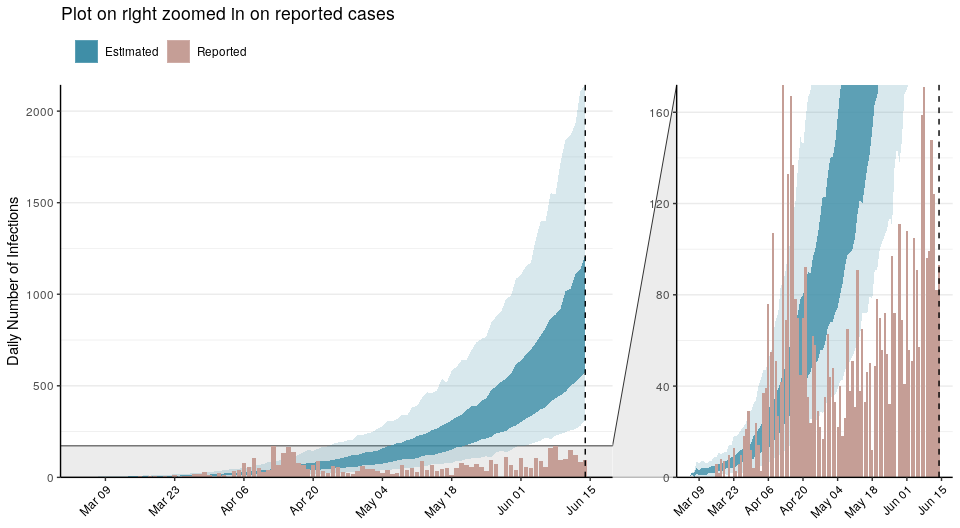 Plot on right zoomed in on reported cases
Estimated Reported
Daily Number of Infections
2000
1500
1000
500
0
Mar 09 Mar 23 Apr 06 Apr 20 May 04 May 18 Jun 01 Jun 15
160
120
80
40
0
Mar 09 Mar 23 Apr 06 Apr 20 May 04 May 18 Jun 01 Jun 15